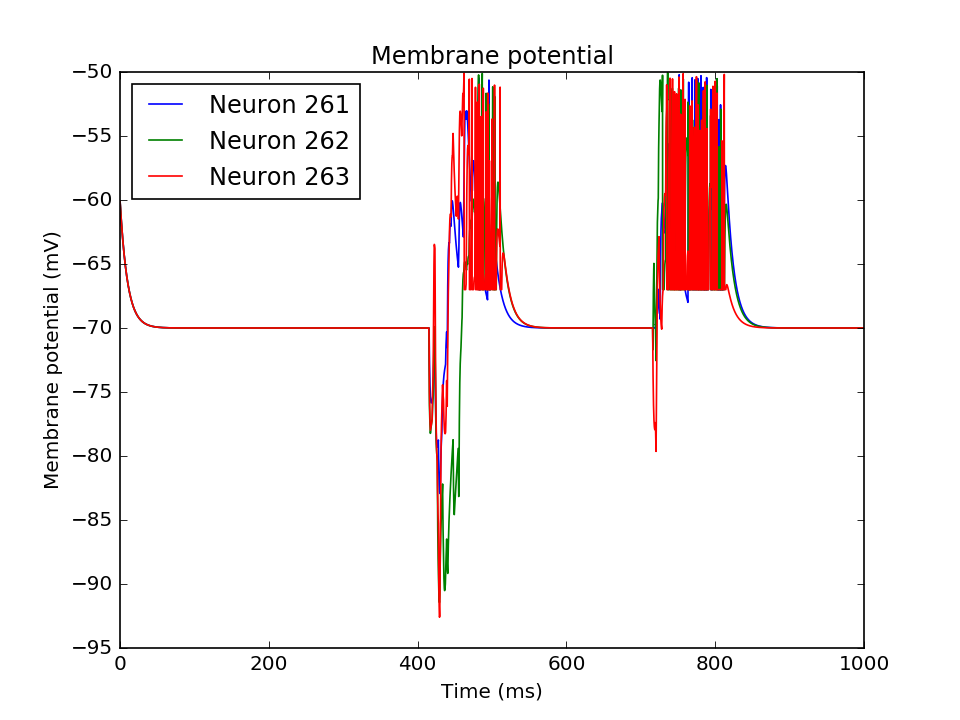 Membrane potential
Neuron 261
Neuron 262
Neuron 263
Membrane potential (mV)
−50
−55
−60
−65
−70
−75
−80
−85
−90
−95
0 200 400 600 800 1000
Time (ms)